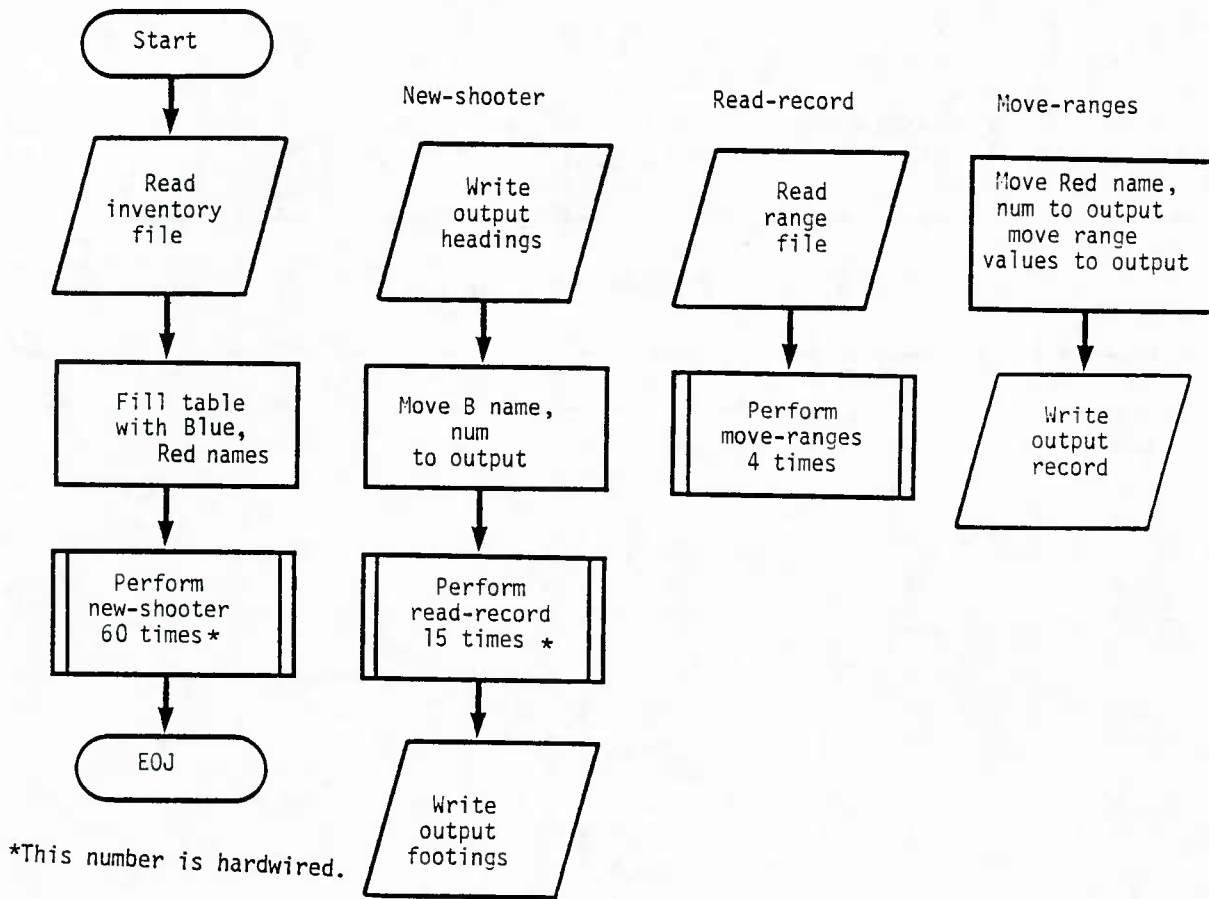 Start
Read
inventory
file
Fill table
with Blue,
Red names
Perform
new-shooter
60 times*
EOJ
*This number is hardwired.
New-shooter
Write
output
headings
Move B name,
num
to output
Perform
read-record
15 times *
Write
output
footings
Read-record
Read
range
file
Perform
move-ranges
4 times
Move-ranges
Move Red name,
num to output
move range
values to output
Write
output
record